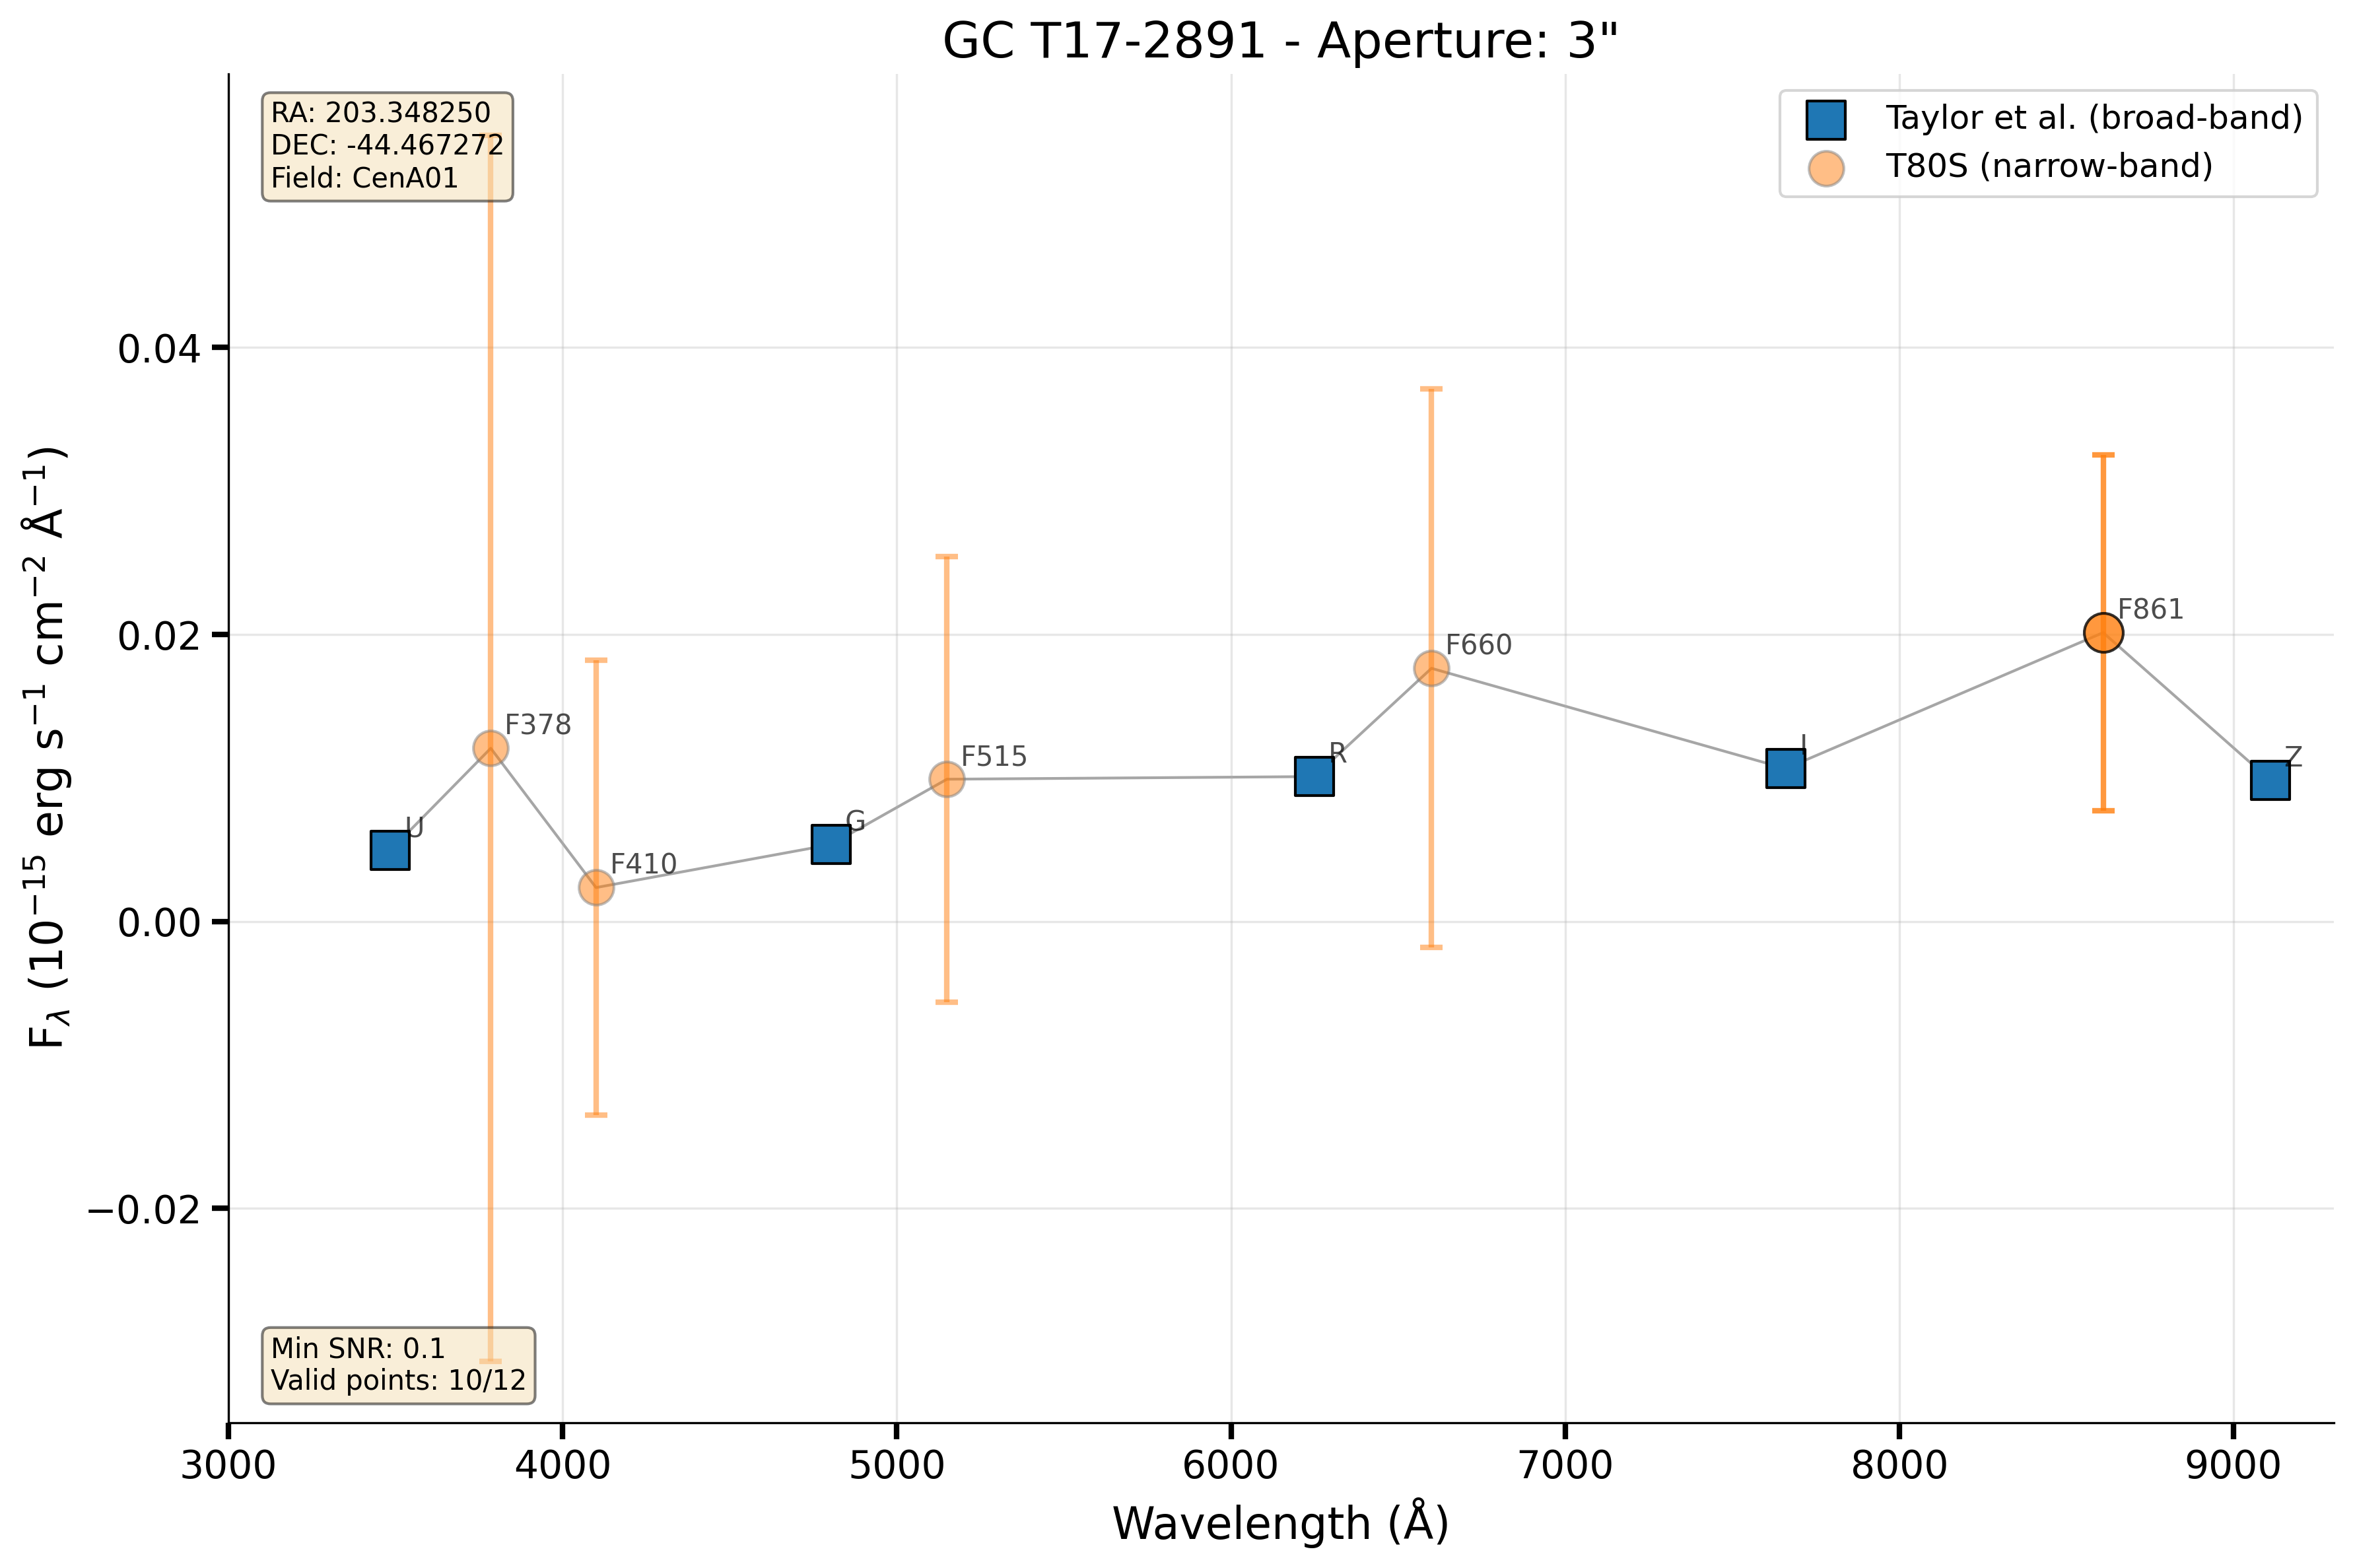 GC T17-2891 - Aperture: 3"
RA: 203.348250
DEC: -44.467272
Field: CenA01
Taylor et al. (broad-band)
T80S (narrow-band)
F_λ (10⁻¹⁵ erg s⁻¹ cm⁻² Å⁻¹)
0.04
0.02
0.00
−0.02
U
F378
F410
G
F515
R
F660
I
F861
Z
Min SNR: 0.1
Valid points: 10/12
3000 4000 5000 6000 7000 8000 9000
Wavelength (Å)